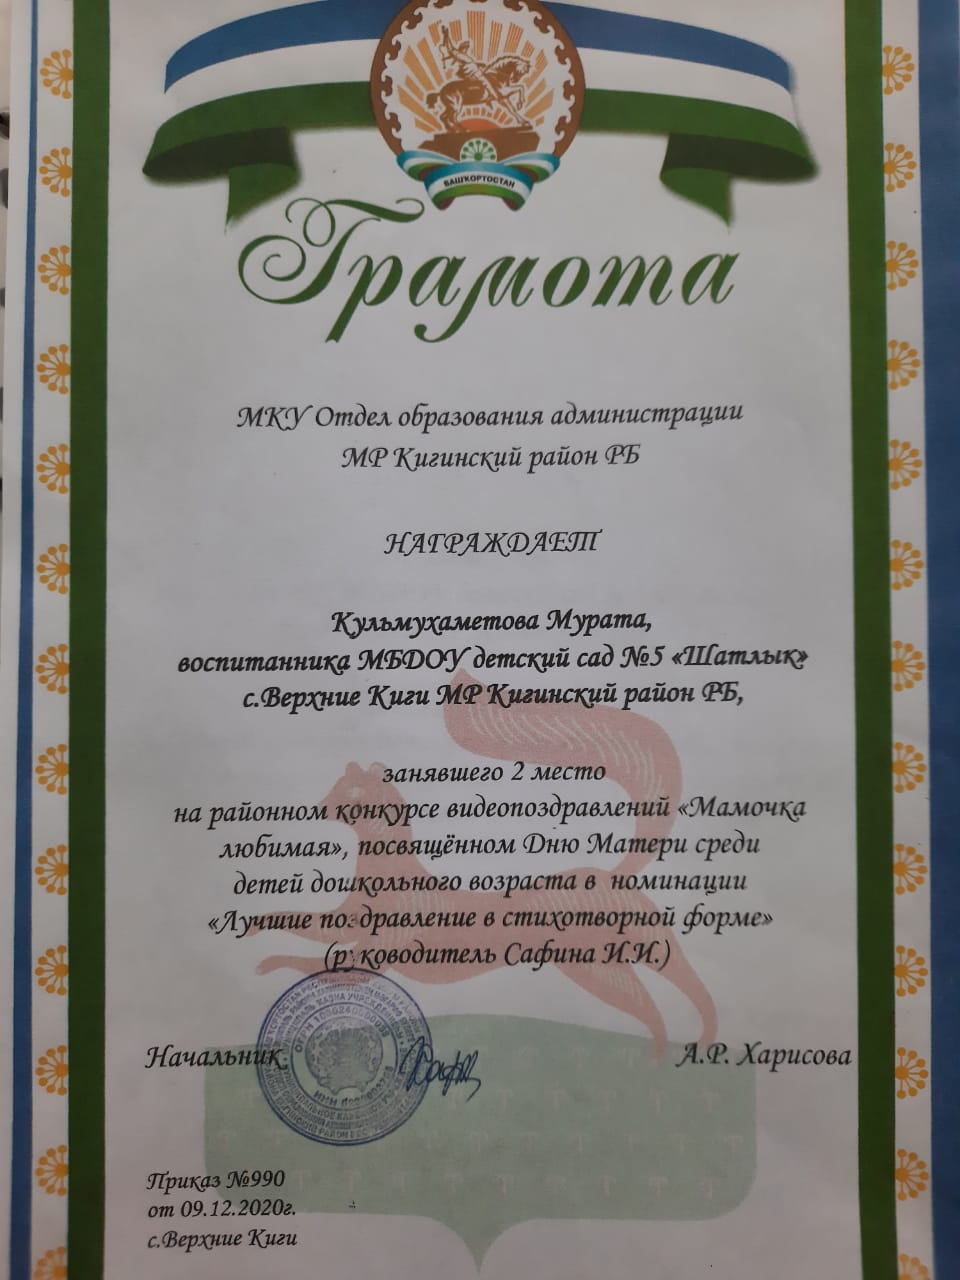 БАШҠОРТОСТАН
Грамота
МКУ Отдел образования администрации
МР Кигинский район РБ
НАГРАЖДАЕТ
Кульмухаметова Мурата,
воспитанника МБДОУ детский сад №5 «Шатлык»
с.Верхние Киги МР Кигинский район РБ,
занявшего 2 место
на районном конкурсе видеопоздравлений «Мамочка
любимая», посвящённом Дню Матери среди
детей дошкольного возраста в номинации
«Лучшие поздравление в стихотворной форме»
(руководитель Сафина И.И.)
Начальник
А.Р. Харисова
Приказ №990
от 09.12.2020г.
с.Верхние Киги